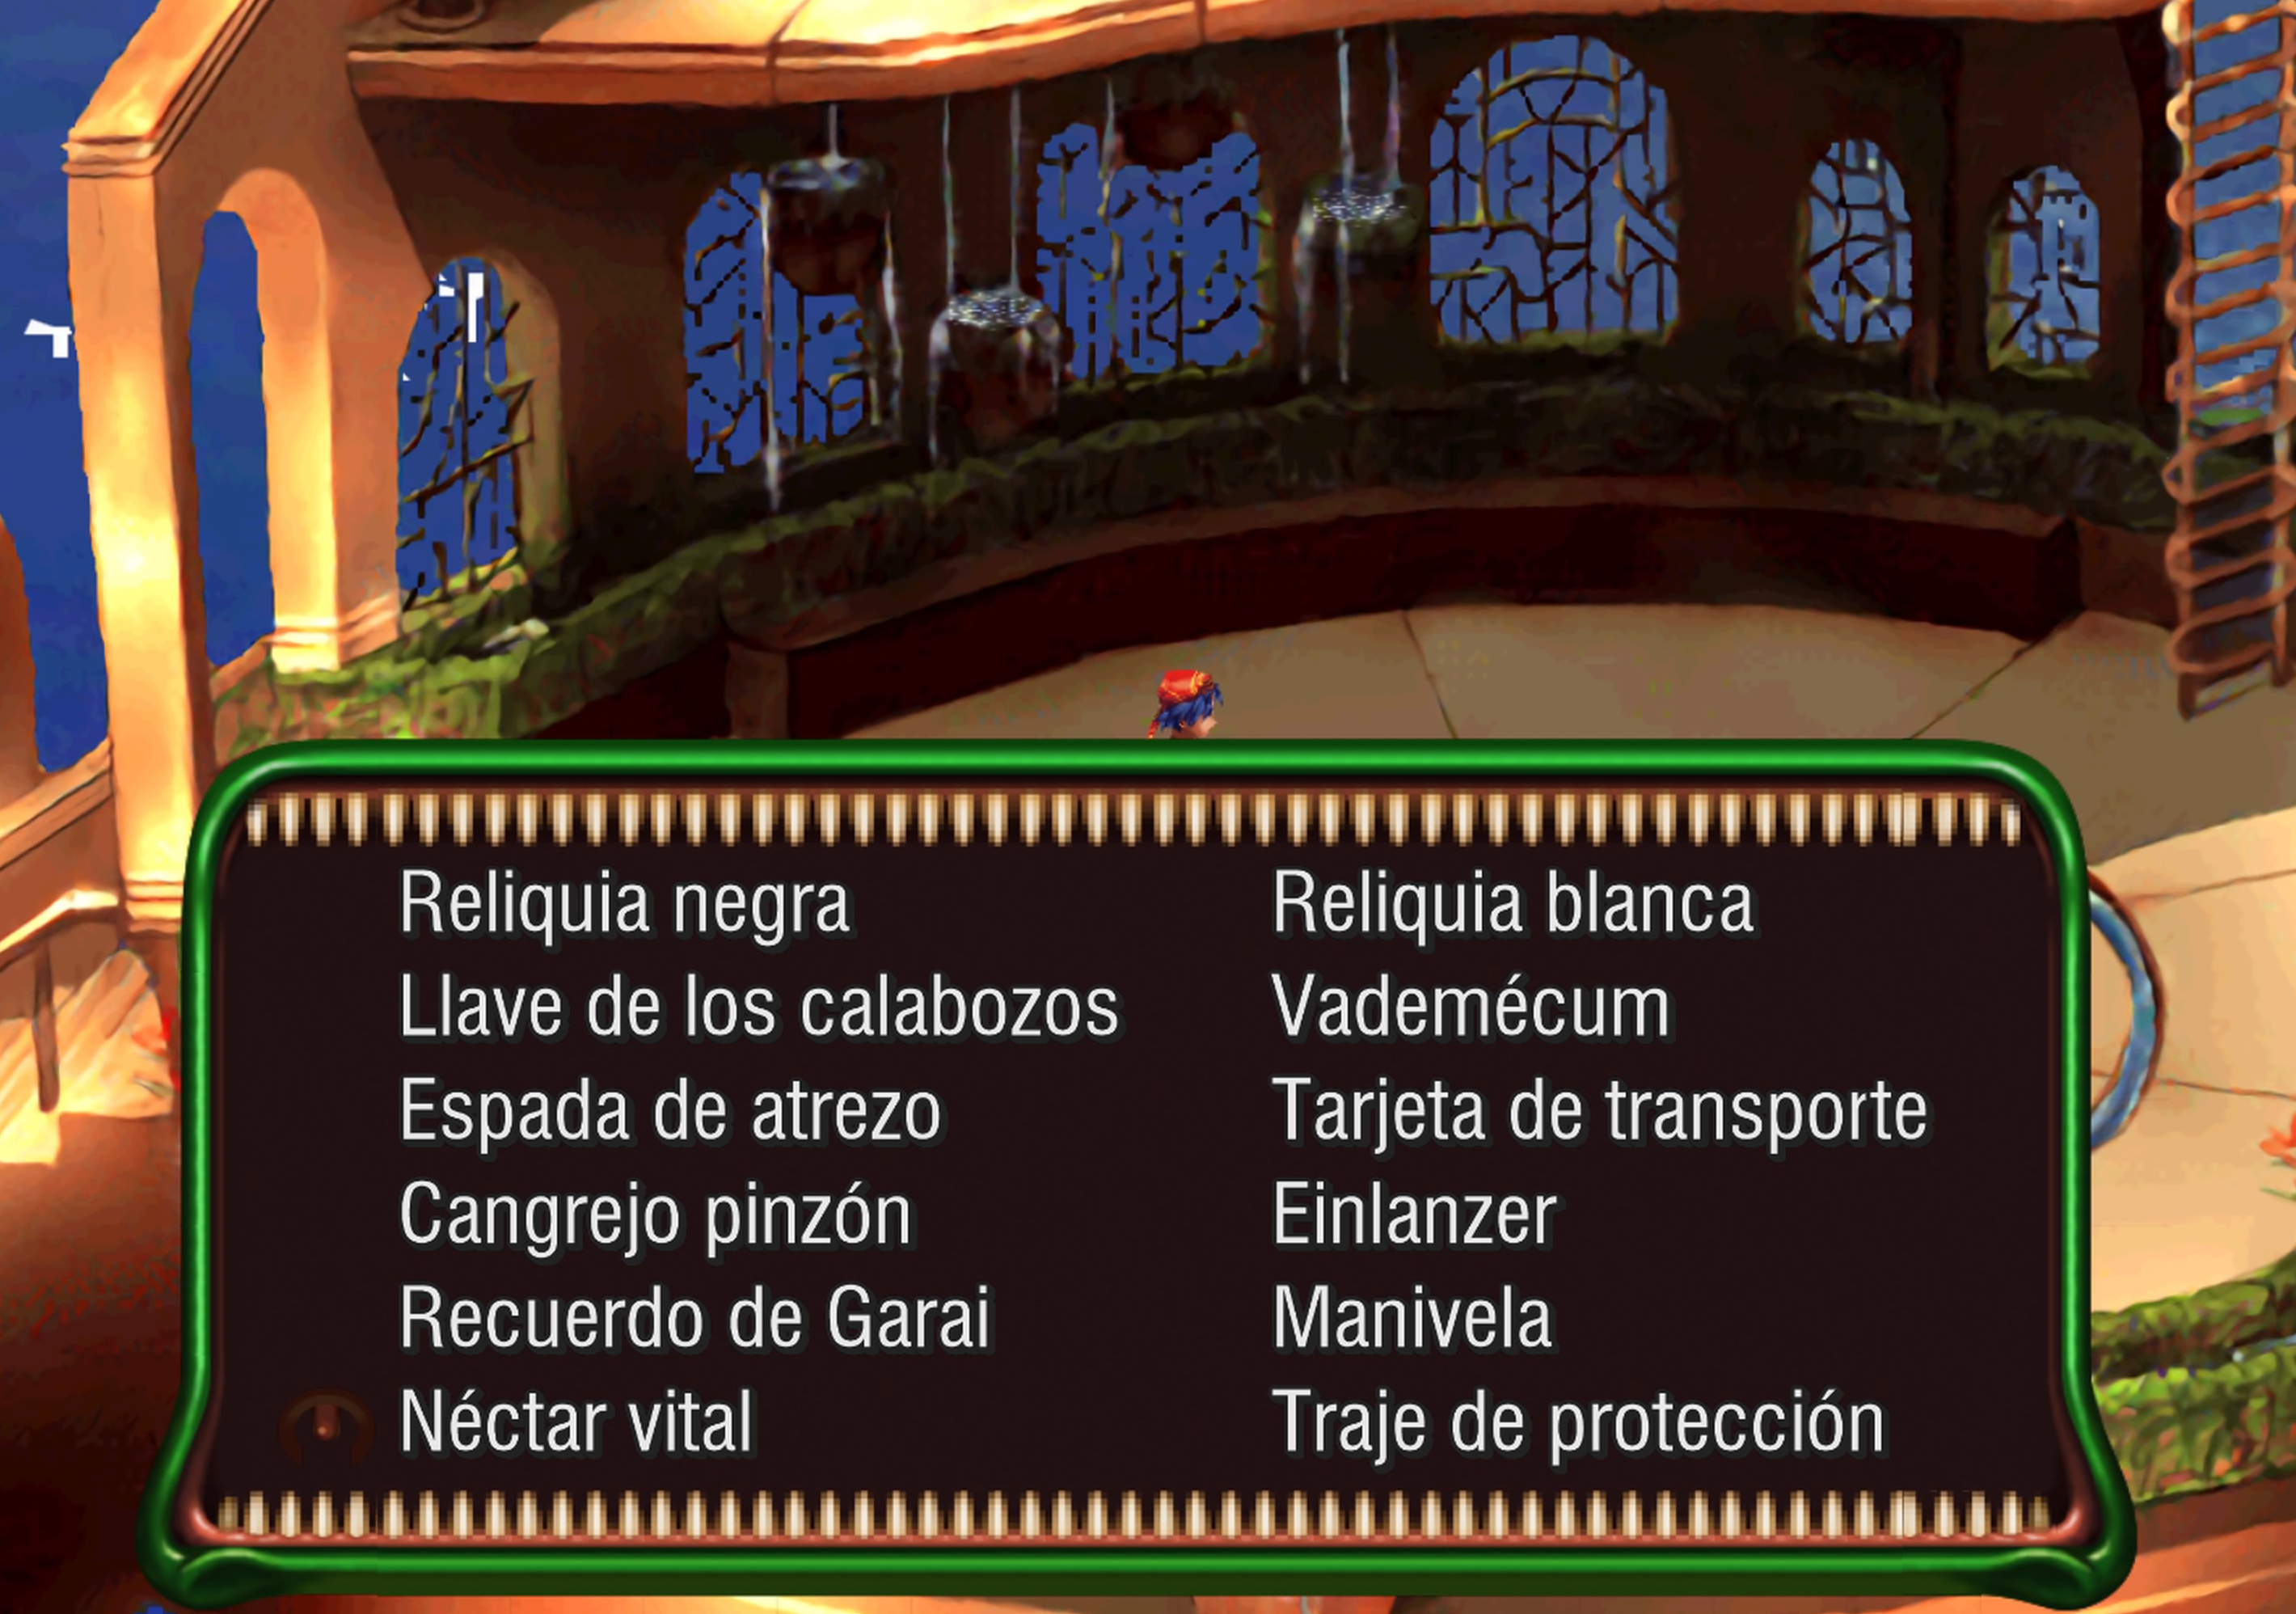 Reliquia negra Reliquia blanca
Llave de los calabozos Vademécum
Espada de atrezo Tarjeta de transporte
Cangrejo pinzón Einlanzer
Recuerdo de Garai Manivela
Néctar vital Traje de protección